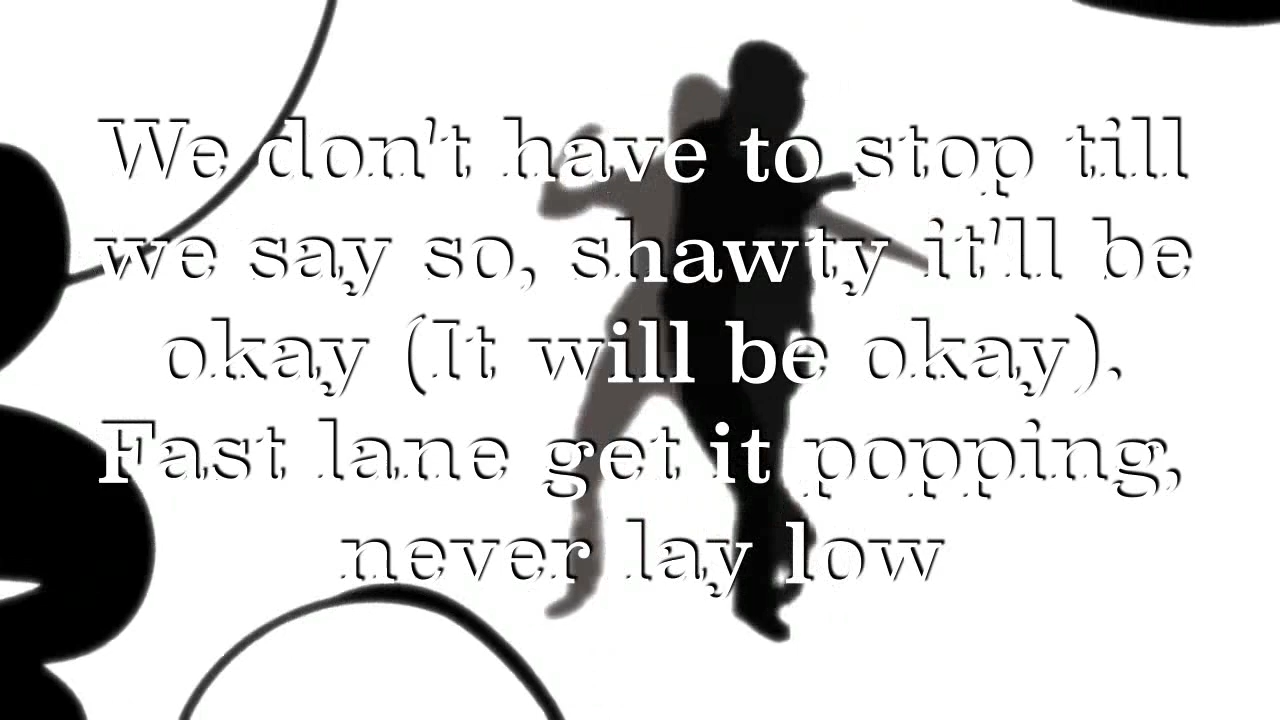 We don't have to stop till
we say so, shawty it'll be
okay (It will be okay).
Fast lane get it popping,
never lay low